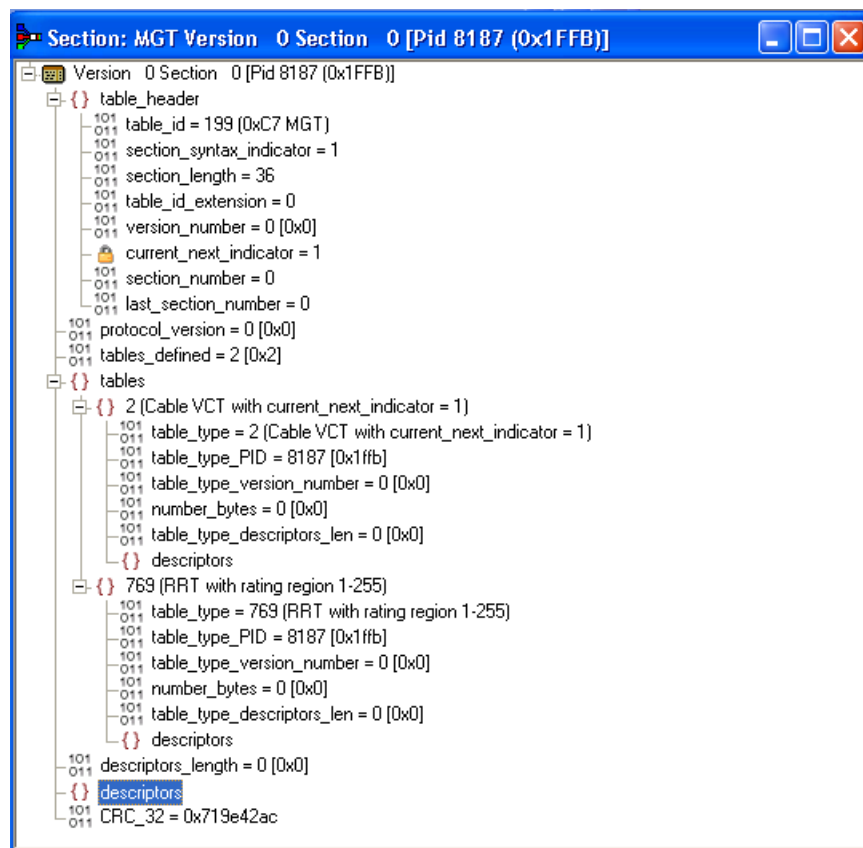 Section: MGT Version 0 Section 0 [Pid 8187 (0x1FFB)]
Version 0 Section 0 [Pid 8187 (0x1FFB)]
{} table_header
table_id = 199 (0xC7 MGT)
section_syntax_indicator = 1
section_length = 36
table_id_extension = 0
version_number = 0 [0x0]
current_next_indicator = 1
section_number = 0
last_section_number = 0
protocol_version = 0 [0x0]
tables_defined = 2 [0x2]
{} tables
{} 2 (Cable VCT with current_next_indicator = 1)
table_type = 2 (Cable VCT with current_next_indicator = 1)
table_type_PID = 8187 [0x1ffb]
table_type_version_number = 0 [0x0]
number_bytes = 0 [0x0]
table_type_descriptors_len = 0 [0x0]
{} descriptors
{} 769 (RRT with rating region 1-255)
table_type = 769 (RRT with rating region 1-255)
table_type_PID = 8187 [0x1ffb]
table_type_version_number = 0 [0x0]
number_bytes = 0 [0x0]
table_type_descriptors_len = 0 [0x0]
{} descriptors
descriptors_length = 0 [0x0]
{} descriptors
CRC_32 = 0x719e42ac